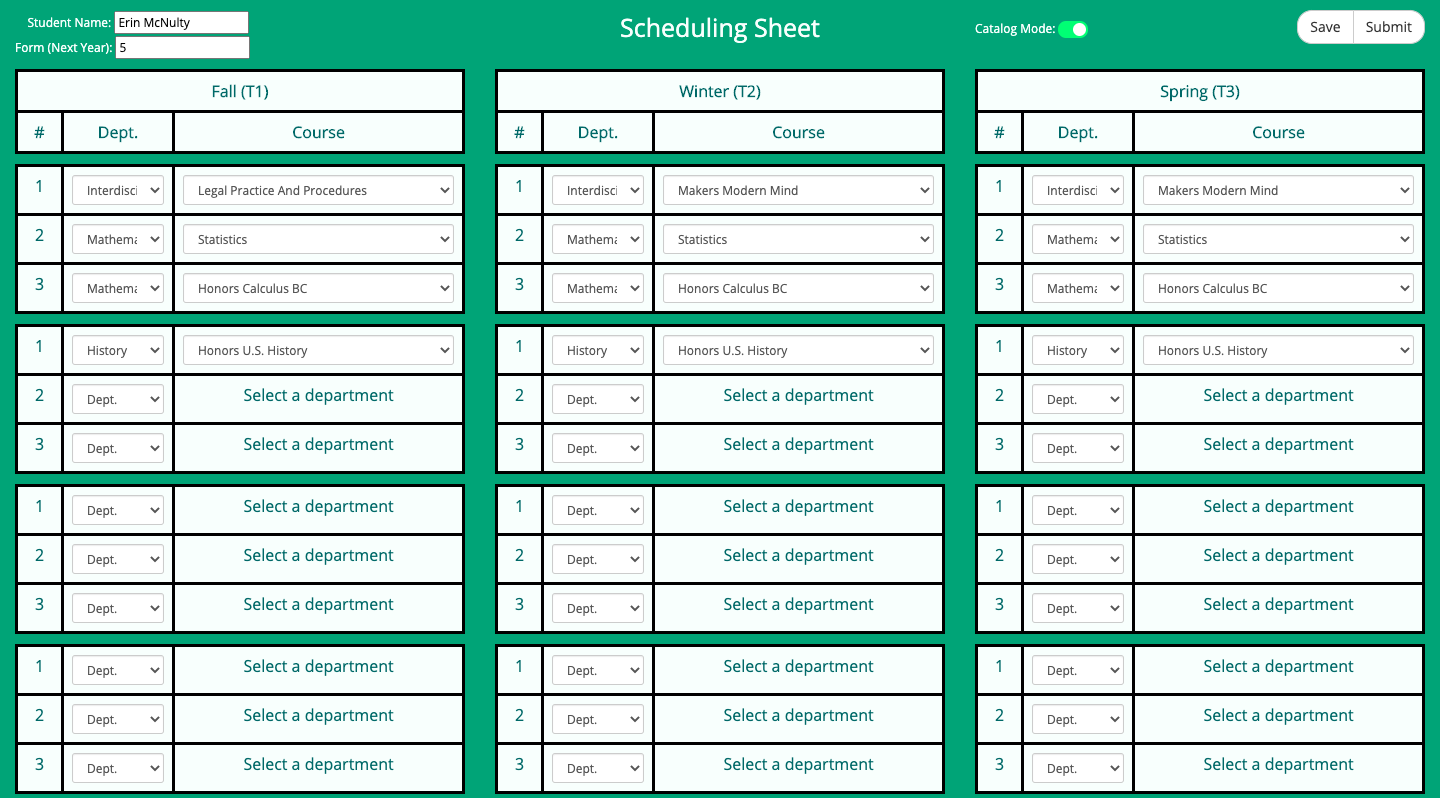 Student Name: Erin McNulty
Form (Next Year): 5
Scheduling Sheet
Catalog Mode:
Save Submit
Fall (T1) Winter (T2) Spring (T3)
# Dept. Course # Dept. Course # Dept. Course
1 Interdisci Legal Practice And Procedures 1 Interdisci Makers Modern Mind 1 Interdisci Makers Modern Mind
2 Mathema Statistics 2 Mathema Statistics 2 Mathema Statistics
3 Mathema Honors Calculus BC 3 Mathema Honors Calculus BC 3 Mathema Honors Calculus BC
1 History Honors U.S. History 1 History Honors U.S. History 1 History Honors U.S. History
2 Dept. Select a department 2 Dept. Select a department 2 Dept. Select a department
3 Dept. Select a department 3 Dept. Select a department 3 Dept. Select a department
1 Dept. Select a department 1 Dept. Select a department 1 Dept. Select a department
2 Dept. Select a department 2 Dept. Select a department 2 Dept. Select a department
3 Dept. Select a department 3 Dept. Select a department 3 Dept. Select a department
1 Dept. Select a department 1 Dept. Select a department 1 Dept. Select a department
2 Dept. Select a department 2 Dept. Select a department 2 Dept. Select a department
3 Dept. Select a department 3 Dept. Select a department 3 Dept. Select a department